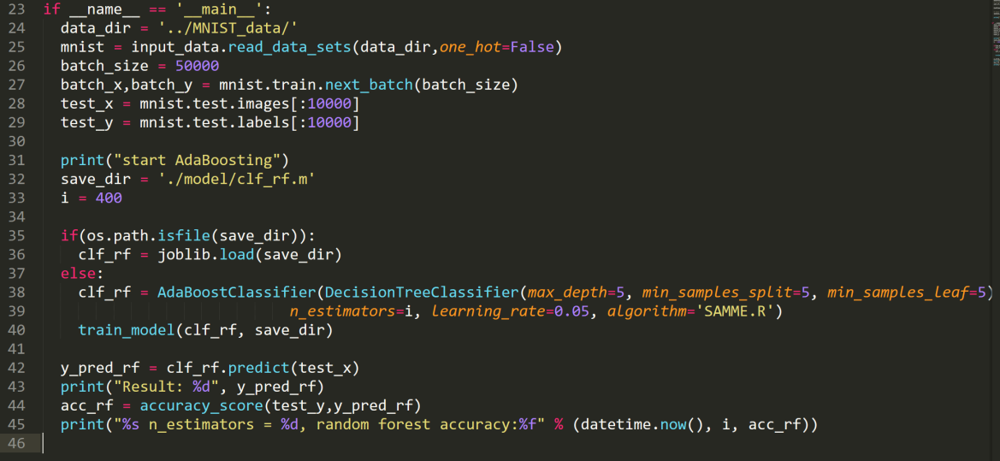 23 if __name__ == '__main__':
24 data_dir = '../MNIST_data/'
25 mnist = input_data.read_data_sets(data_dir,one_hot=False)
26 batch_size = 50000
27 batch_x,batch_y = mnist.train.next_batch(batch_size)
28 test_x = mnist.test.images[:10000]
29 test_y = mnist.test.labels[:10000]
30
31 print("start AdaBoosting")
32 save_dir = './model/clf_rf.m'
33 i = 400
34
35 if(os.path.isfile(save_dir)):
36 clf_rf = joblib.load(save_dir)
37 else:
38 clf_rf = AdaBoostClassifier(DecisionTreeClassifier(max_depth=5, min_samples_split=5, min_samples_leaf=5)
39 n_estimators=i, learning_rate=0.05, algorithm='SAMME.R')
40 train_model(clf_rf, save_dir)
41
42 y_pred_rf = clf_rf.predict(test_x)
43 print("Result: %d", y_pred_rf)
44 acc_rf = accuracy_score(test_y,y_pred_rf)
45 print("%s n_estimators = %d, random forest accuracy:%f" % (datetime.now(), i, acc_rf))
46